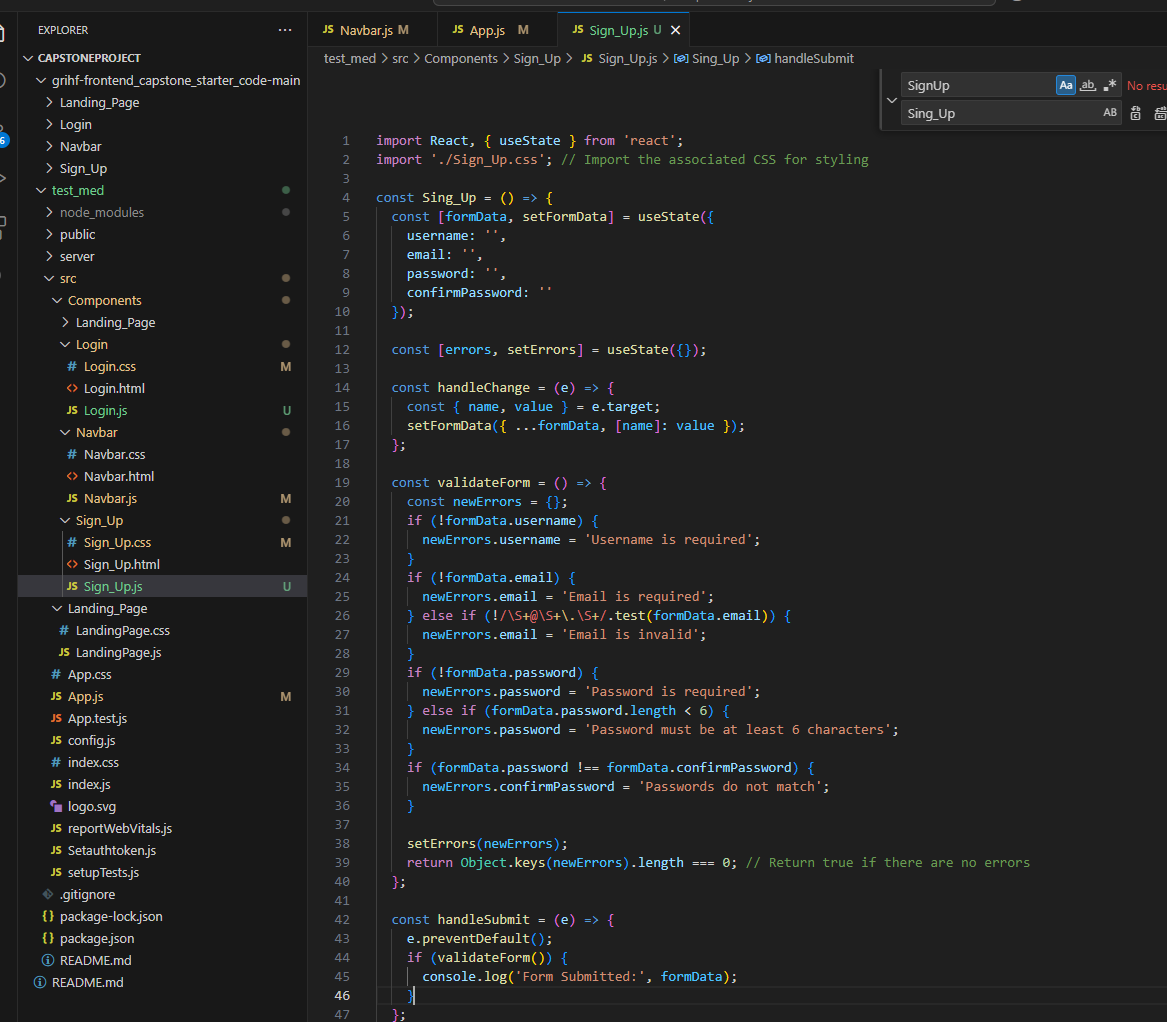 EXPLORER
CAPSTONEPROJECT
grihf-frontend_capstone_starter_code-main
Landing_Page
Login
Navbar
Sign_Up
test_med
node_modules
public
server
src
Components
Landing_Page
Login
# Login.css M
<> Login.html
JS Login.js U
Navbar
# Navbar.css
<> Navbar.html
JS Navbar.js M
Sign_Up
# Sign_Up.css M
<> Sign_Up.html
JS Sign_Up.js U
Landing_Page
# LandingPage.css
JS LandingPage.js
# App.css
JS App.js M
JS App.test.js
JS config.js
# index.css
JS index.js
logo.svg
JS reportWebVitals.js
JS Setauthtoken.js
JS setupTests.js
.gitignore
{} package-lock.json
{} package.json
README.md
README.md
6
JS Navbar.js M
JS App.js M
JS Sign_Up.js U
test_med > src > Components > Sign_Up > JS Sign_Up.js > Sing_Up > handleSubmit
SignUp Aa ab .* No resu
Sing_Up AB
1 import React, { useState } from 'react';
2 import './Sign_Up.css'; // Import the associated CSS for styling
3
4 const Sing_Up = () => {
5 const [formData, setFormData] = useState({
6 username: '',
7 email: '',
8 password: '',
9 confirmPassword: ''
10 });
11
12 const [errors, setErrors] = useState({});
13
14 const handleChange = (e) => {
15 const { name, value } = e.target;
16 setFormData({ ...formData, [name]: value });
17 };
18
19 const validateForm = () => {
20 const newErrors = {};
21 if (!formData.username) {
22 newErrors.username = 'Username is required';
23 }
24 if (!formData.email) {
25 newErrors.email = 'Email is required';
26 } else if (!/\S+@\S+\.\S+/.test(formData.email)) {
27 newErrors.email = 'Email is invalid';
28 }
29 if (!formData.password) {
30 newErrors.password = 'Password is required';
31 } else if (formData.password.length < 6) {
32 newErrors.password = 'Password must be at least 6 characters';
33 }
34 if (formData.password !== formData.confirmPassword) {
35 newErrors.confirmPassword = 'Passwords do not match';
36 }
37
38 setErrors(newErrors);
39 return Object.keys(newErrors).length === 0; // Return true if there are no errors
40 };
41
42 const handleSubmit = (e) => {
43 e.preventDefault();
44 if (validateForm()) {
45 console.log('Form Submitted:', formData);
46 }
47 };